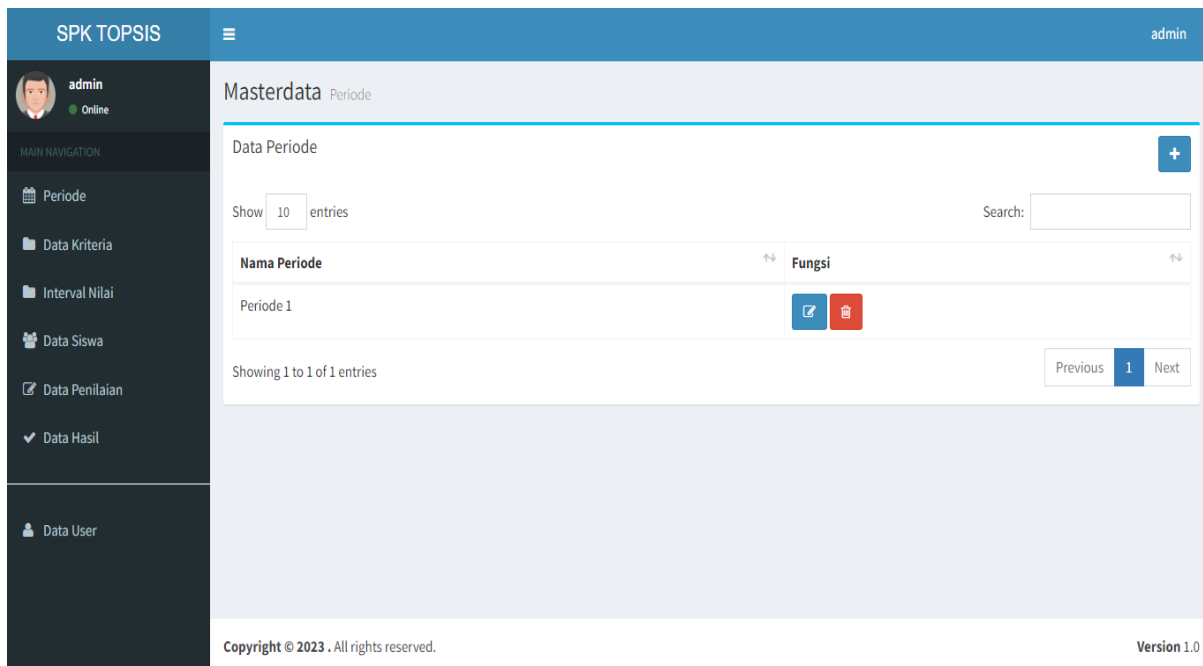 SPK TOPSIS
admin
admin
Online
MAIN NAVIGATION
Periode
Data Kriteria
Interval Nilai
Data Siswa
Data Penilaian
Data Hasil
Data User
Masterdata Periode
Data Periode
+
Show 10 entries
Search:
Nama Periode Fungsi
Periode 1
Showing 1 to 1 of 1 entries
Previous 1 Next
Copyright © 2023 . All rights reserved.
Version 1.0